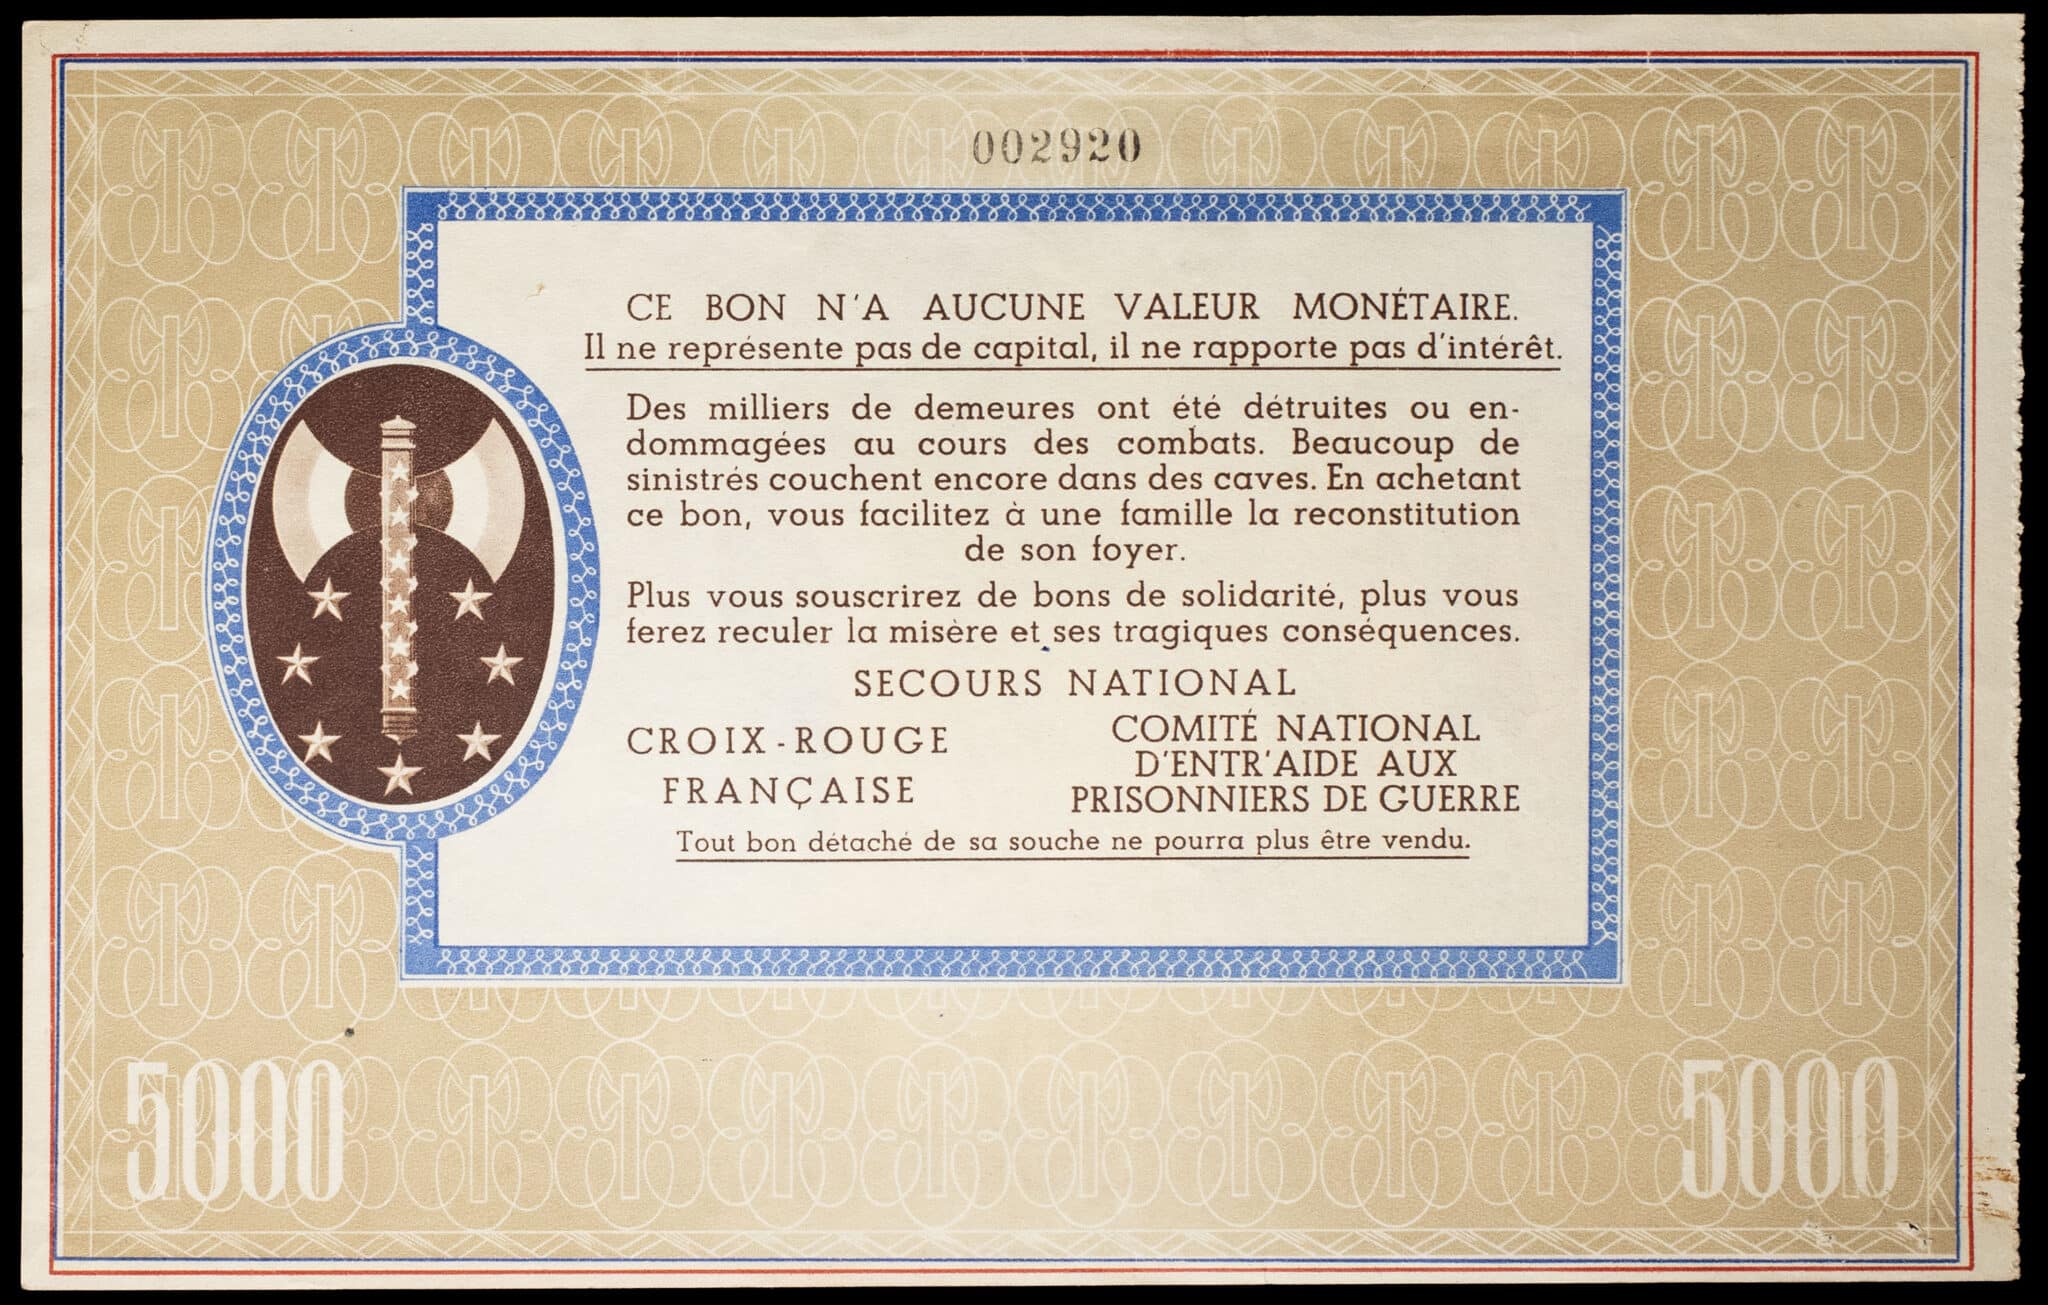 002920
CE BON N'A AUCUNE VALEUR MONÉTAIRE.
Il ne représente pas de capital, il ne rapporte pas d'intérêt.
Des milliers de demeures ont été détruites ou en-
dommagées au cours des combats. Beaucoup de
sinistrés couchent encore dans des caves. En achetant
ce bon, vous facilitez à une famille la reconstitution
de son foyer.
Plus vous souscrirez de bons de solidarité, plus vous
ferez reculer la misère et ses tragiques conséquences.
SECOURS NATIONAL
CROIX-ROUGE
FRANÇAISE
COMITÉ NATIONAL
D'ENTR'AIDE AUX
PRISONNIERS DE GUERRE
Tout bon détaché de sa souche ne pourra plus être vendu.
5000
5000